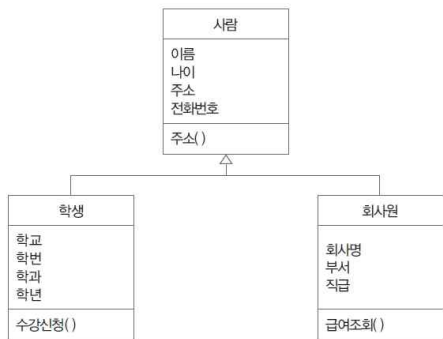 사람
이름
나이
주소
전화번호
주소( )
학생
학교
학번
학과
학년
수강신청( )
회사원
회사명
부서
직급
급여조회( )